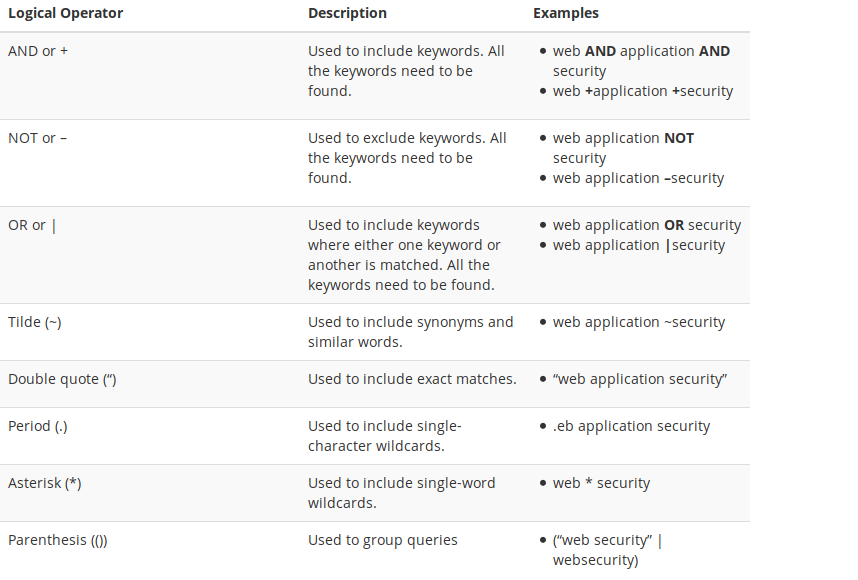 Logical Operator Description Examples
AND or + Used to include keywords. All • web AND application AND
the keywords need to be security
found. • web +application +security
NOT or – Used to exclude keywords. All • web application NOT
the keywords need to be security
found. • web application –security
OR or | Used to include keywords • web application OR security
where either one keyword or • web application |security
another is matched. All the
keywords need to be found.
Tilde (~) Used to include synonyms and • web application ~security
similar words.
Double quote (“) Used to include exact matches. • “web application security”
Period (.) Used to include single- • .eb application security
character wildcards.
Asterisk (*) Used to include single-word • web * security
wildcards.
Parenthesis (()) Used to group queries • (“web security” |
websecurity)